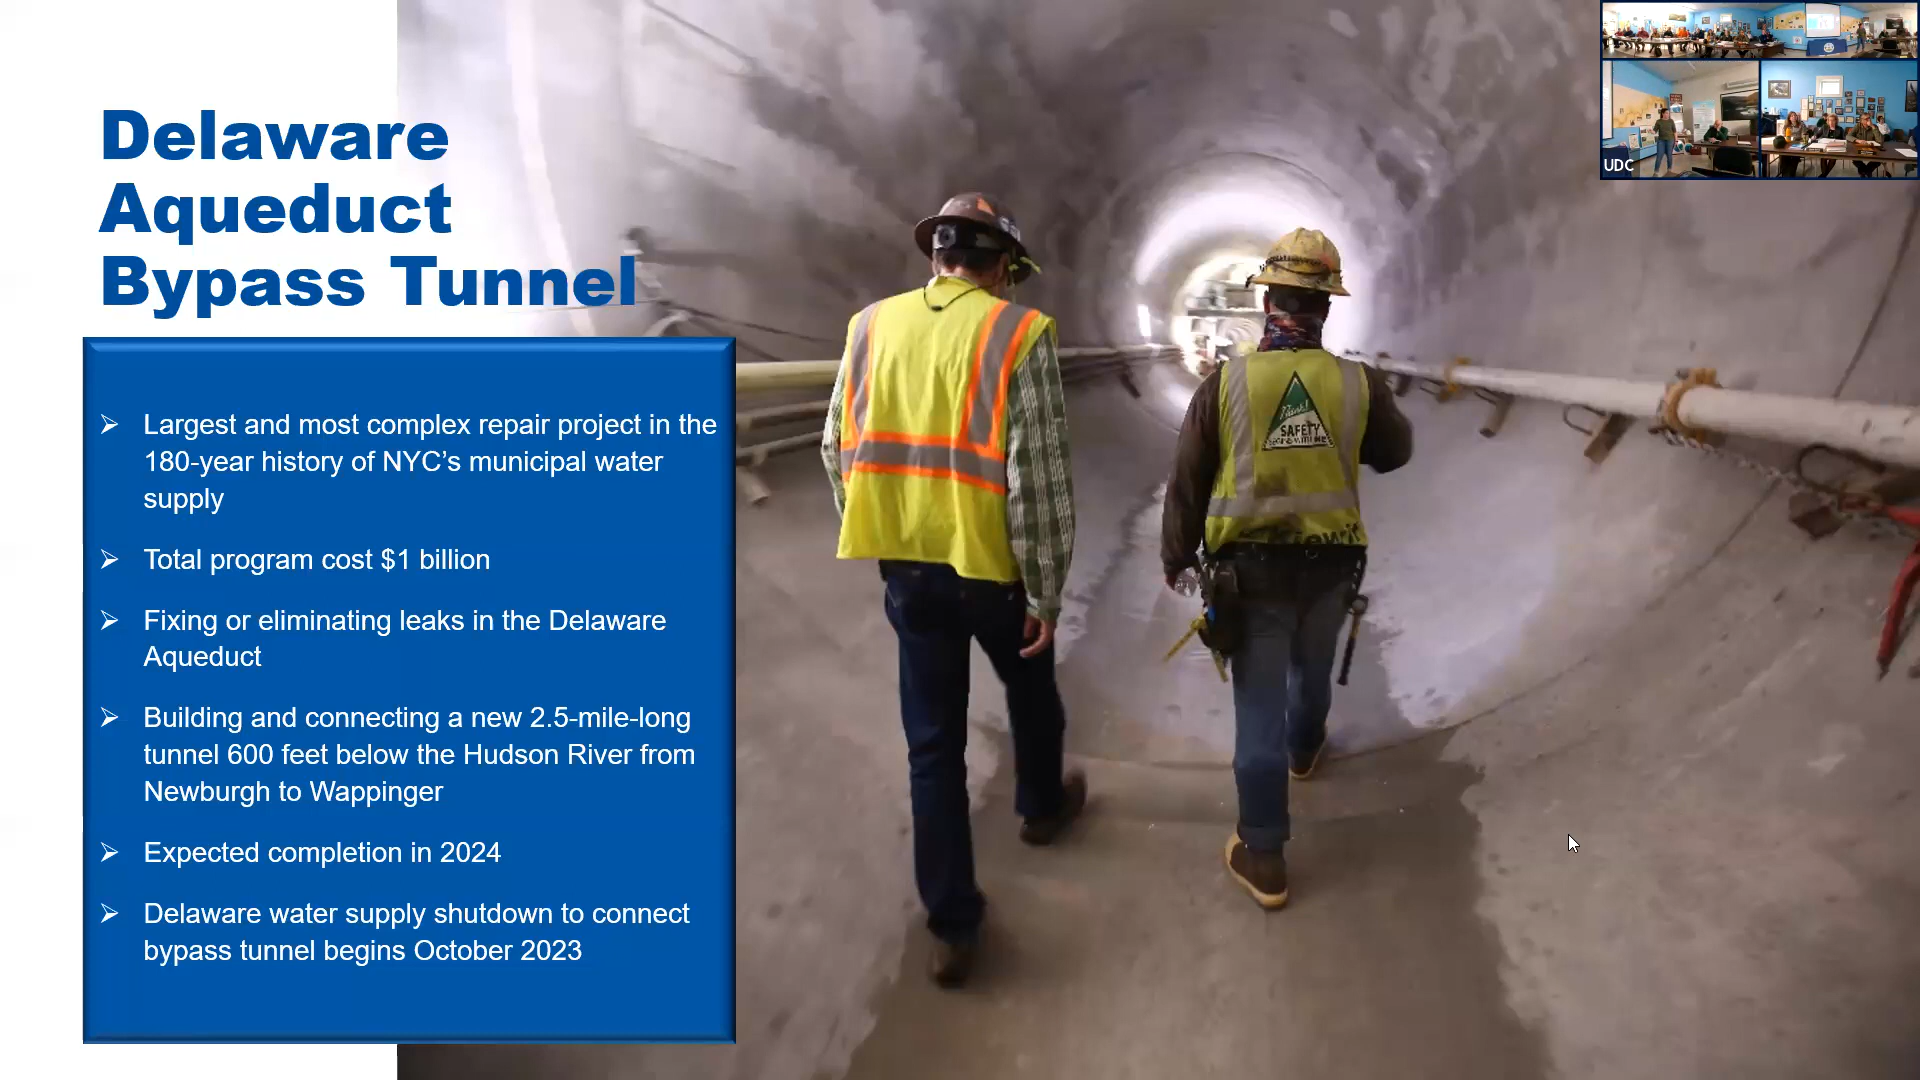 Delaware
Aqueduct
Bypass Tunnel
UDC
Think!
SAFETY
Largest and most complex repair project in the
180-year history of NYC’s municipal water
supply
Total program cost $1 billion
Fixing or eliminating leaks in the Delaware
Aqueduct
Building and connecting a new 2.5-mile-long
tunnel 600 feet below the Hudson River from
Newburgh to Wappinger
Expected completion in 2024
Delaware water supply shutdown to connect
bypass tunnel begins October 2023